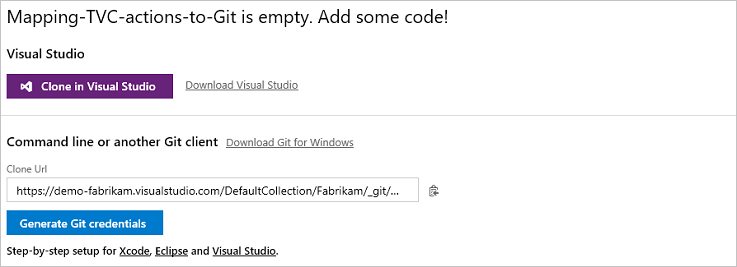 Mapping-TVC-actions-to-Git is empty. Add some code!
Visual Studio
Clone in Visual Studio Download Visual Studio
Command line or another Git client Download Git for Windows
Clone Url
https://demo-fabrikam.visualstudio.com/DefaultCollection/Fabrikam/_git/...
Generate Git credentials
Step-by-step setup for Xcode, Eclipse and Visual Studio.